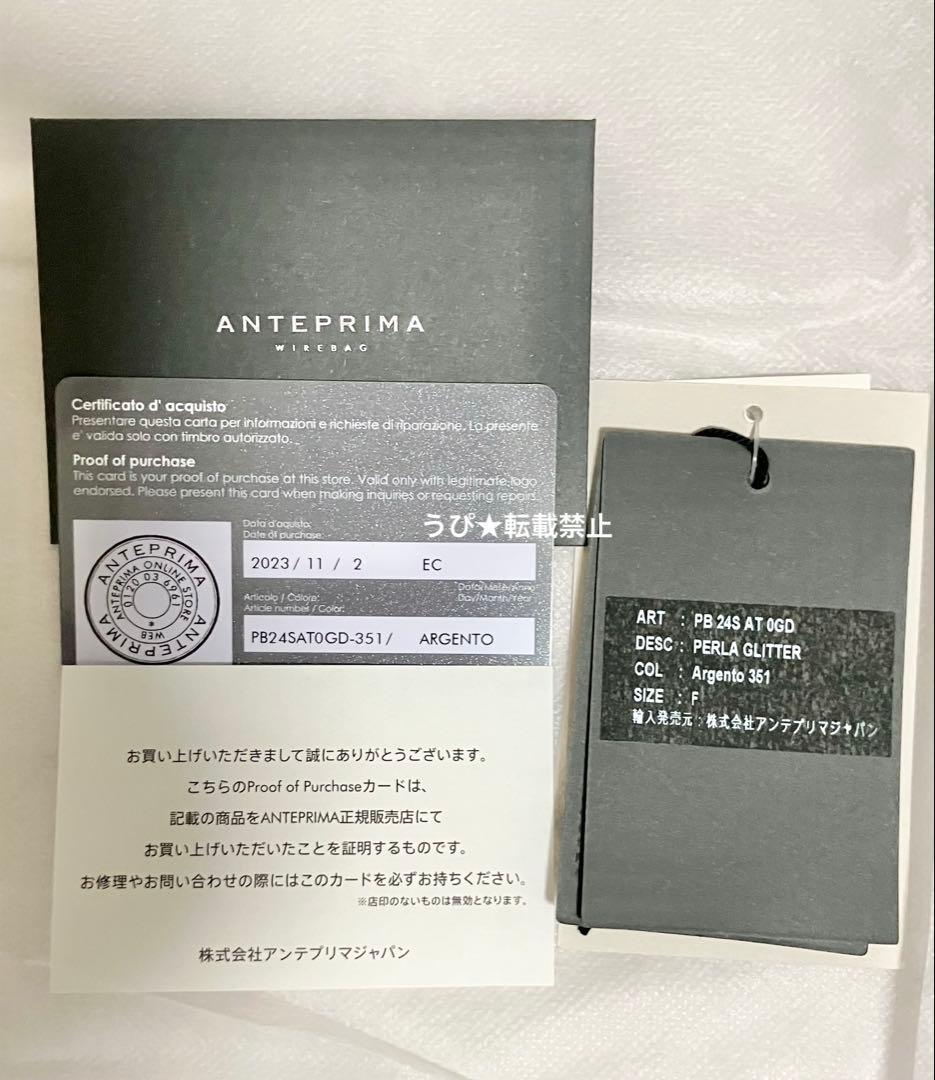 ANTEPRIMA
WIREBAG
Certificato d' acquisto
Presentare questa carta per informazioni e richieste di riparazione. La presente
e' valida solo con timbro autorizzato.
Proof of purchase
This card is your proof of purchase at this store. Valid only with legitimate logo
endorsed. Please present this card when making inquiries or requesting repairs.
うぴ★転載禁止
Data d'aquisto:
Date of purchase:
2023/ 11 / 2 EC
Data/Mese/Anno
Day/Month/Year
Articolo / Colore:
Article number / Color:
PB24SAT0GD-351/ ARGENTO
ANTEPRIMA
ANTEPRIMA ONLINE STORE
0120 03 6961
WEB
ANTEPRIMA
お買い上げいただきまして誠にありがとうございます。
こちらのProof of Purchaseカードは、
記載の商品をANTEPRIMA正規販売店にて
お買い上げいただいたことを証明するものです。
お修理やお問い合わせの際にはこのカードを必ずお持ちください。
※店印のないものは無効となります。
株式会社アンテプリマジャパン
ART : PB 24S AT 0GD
DESC : PERLA GLITTER
COL : Argento 351
SIZE : F
輸入発売元 : 株式会社アンテプリマジャパン